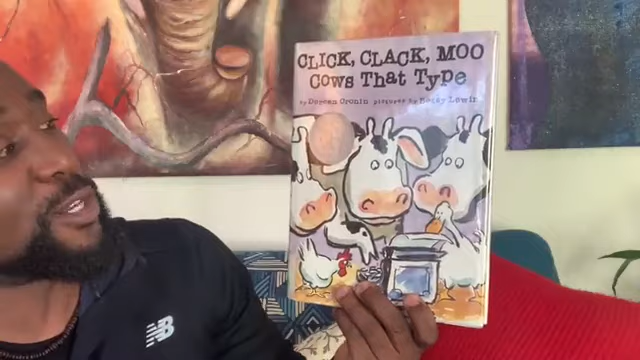 CLICK, CLACK, MOO
Cows That Type
by Doreen Cronin pictures by Betsy Lewin
NB